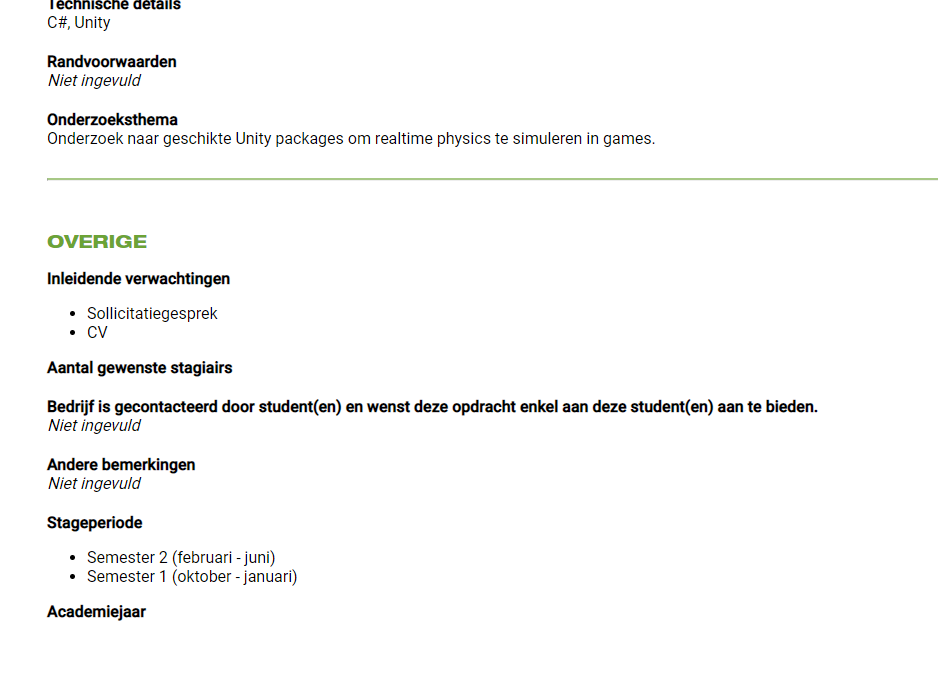 Technische details
C#, Unity
Randvoorwaarden
Niet ingevuld
Onderzoeksthema
Onderzoek naar geschikte Unity packages om realtime physics te simuleren in games.
OVERIGE
Inleidende verwachtingen
Sollicitatiegesprek
CV
Aantal gewenste stagiairs
Bedrijf is gecontacteerd door student(en) en wenst deze opdracht enkel aan deze student(en) aan te bieden.
Niet ingevuld
Andere bemerkingen
Niet ingevuld
Stageperiode
Semester 2 (februari - juni)
Semester 1 (oktober - januari)
Academiejaar